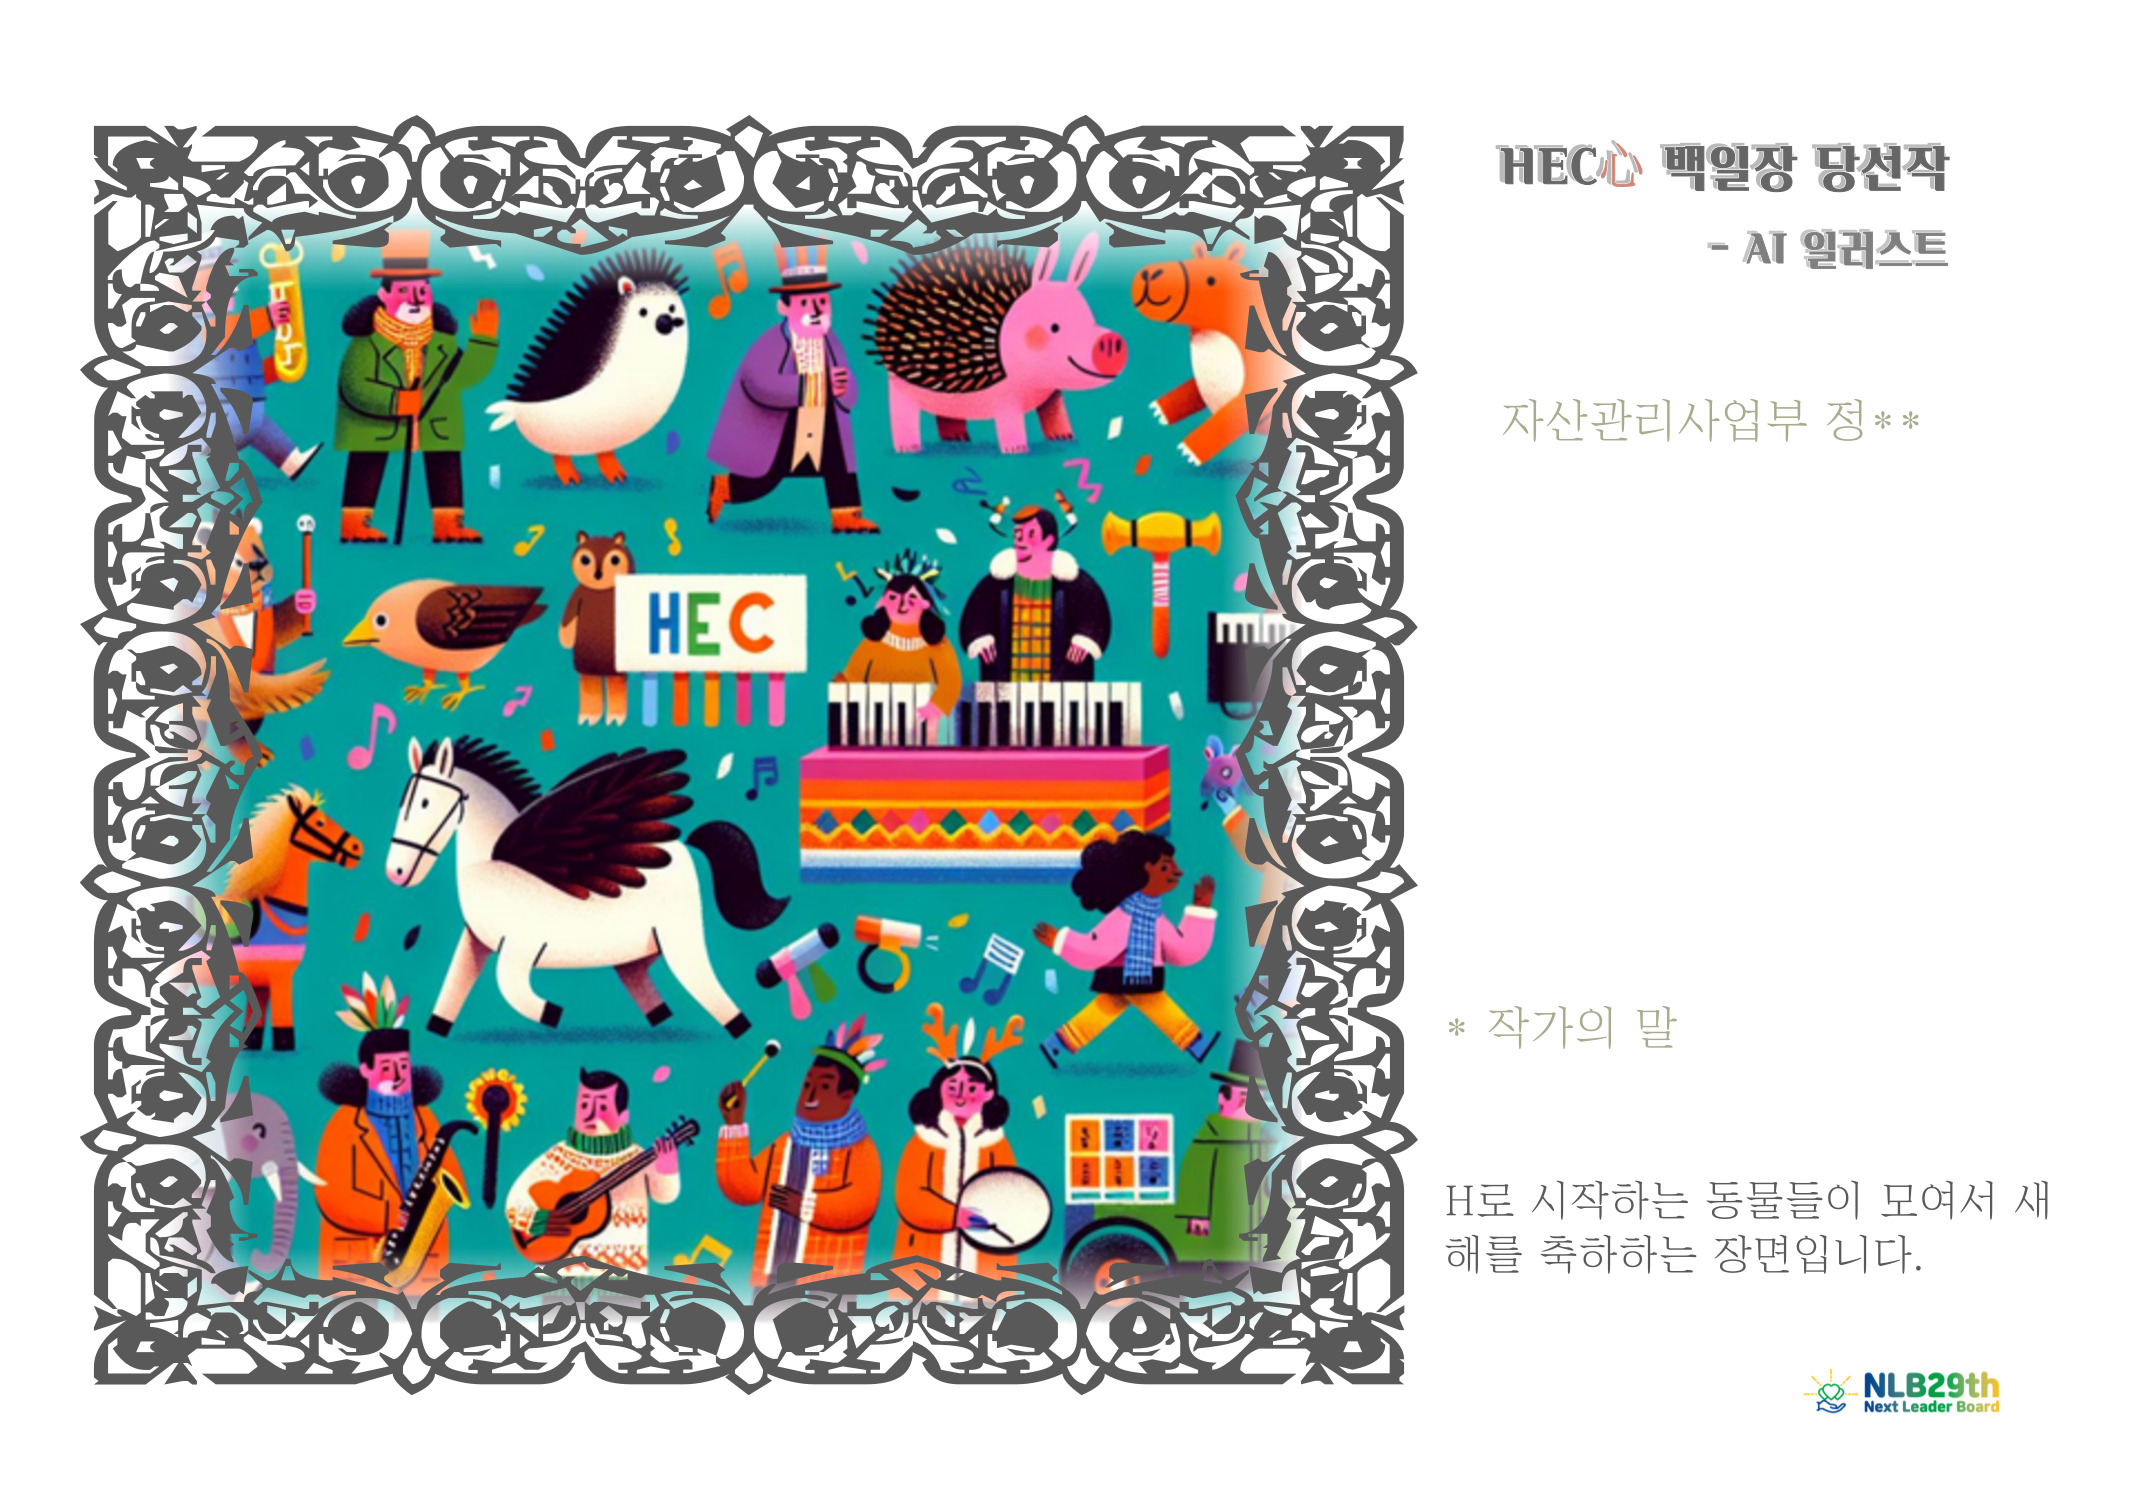 HEC心 백일장 당선작
- AI 일러스트
자산관리사업부 정**
HEC
* 작가의 말
H로 시작하는 동물들이 모여서 새
해를 축하하는 장면입니다.
NLB29th
Next Leader Board